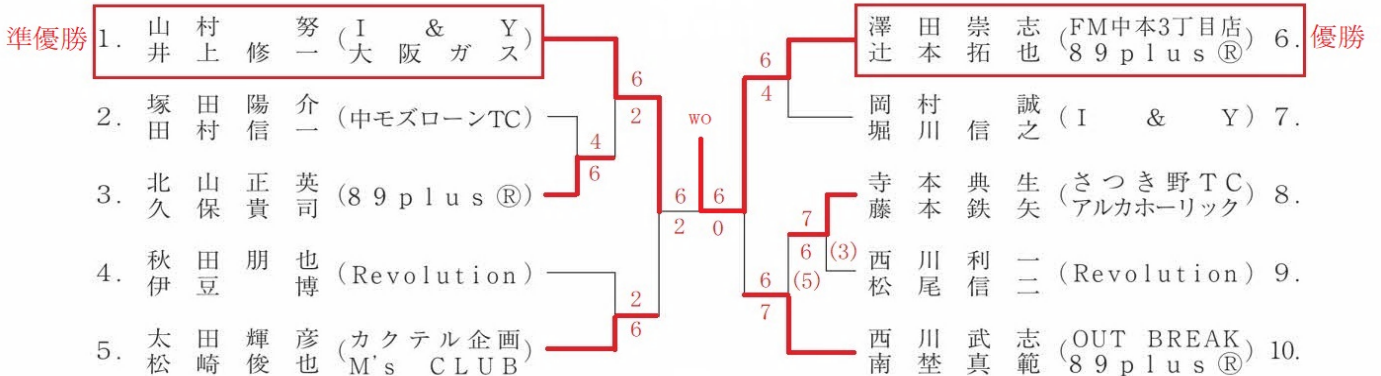 準優勝 1. 山村 努 (I & Y)
井上修一 (大阪ガス)
2. 塚田陽介 (中モズローンTC)
田村信一
3. 北山正英 (89plus®)
久保貴司
4. 秋田朋也 (Revolution)
伊豆 博
5. 太田輝彦 (カクテル企画)
松崎俊也 (M's CLUB)
6
2
4
6
2
6
6
2
wo
6
0
6
4
7
6 (3)
6 (5)
7
澤田崇志 (FM中本3丁目店) 6. 優勝
辻本拓也 (89plus®)
岡村 誠 (I & Y) 7.
堀川信之
寺本典生 (さつき野TC) 8.
藤本鉄矢 (アルカホーリック)
西川利一 (Revolution) 9.
松尾信二
西川武志 (OUT BREAK) 10.
南埜真範 (89plus®)